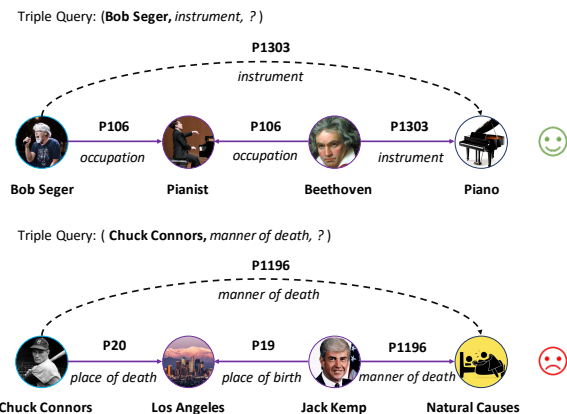 Triple Query: (Bob Seger, instrument, ? )
P1303
instrument
P106 P106 P1303
occupation occupation instrument
Bob Seger Pianist Beethoven Piano
Triple Query: ( Chuck Connors, manner of death, ? )
P1196
manner of death
P20 P19 P1196
place of death place of birth manner of death
Chuck Connors Los Angeles Jack Kemp Natural Causes